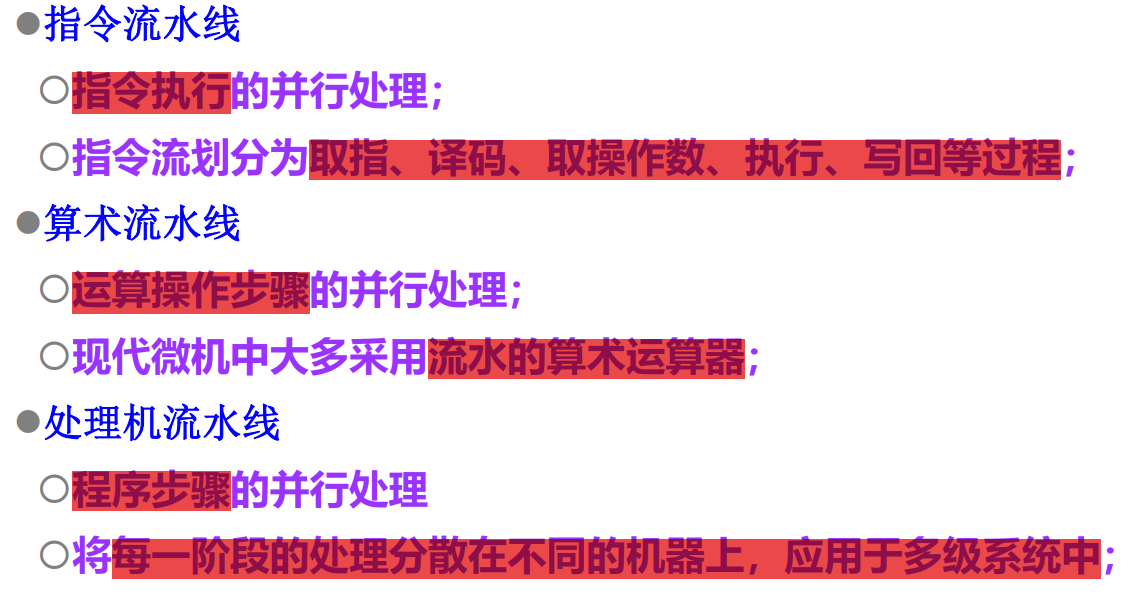 ●指令流水线
○指令执行的并行处理；
○指令流划分为取指、译码、取操作数、执行、写回等过程；
●算术流水线
○运算操作步骤的并行处理；
○现代微机中大多采用流水的算术运算器；
●处理机流水线
○程序步骤的并行处理
○将每一阶段的处理分散在不同的机器上，应用于多级系统中；